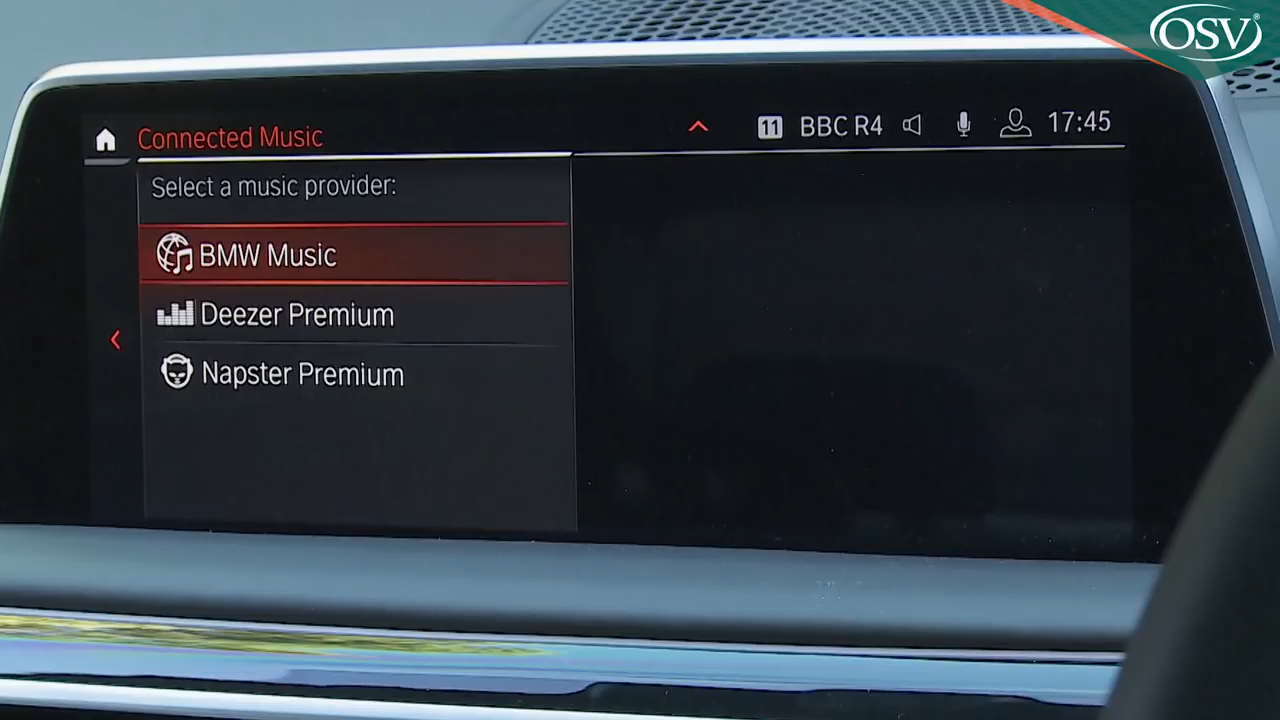 OSV®
Connected Music
11 BBC R4 17:45
Select a music provider:
BMW Music
Deezer Premium
Napster Premium